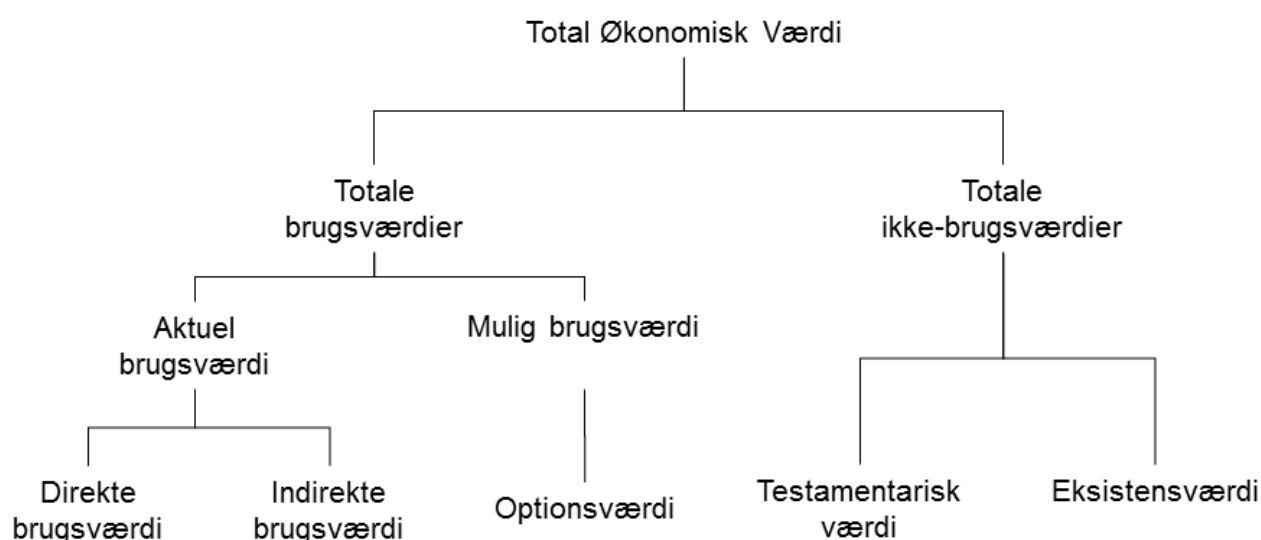 Total Økonomisk Værdi
Totale
brugsværdier
Totale
ikke-brugsværdier
Aktuel
brugsværdi
Mulig brugsværdi
Direkte
brugsværdi
Indirekte
brugsværdi
Optionsværdi
Testamentarisk
værdi
Eksistensværdi